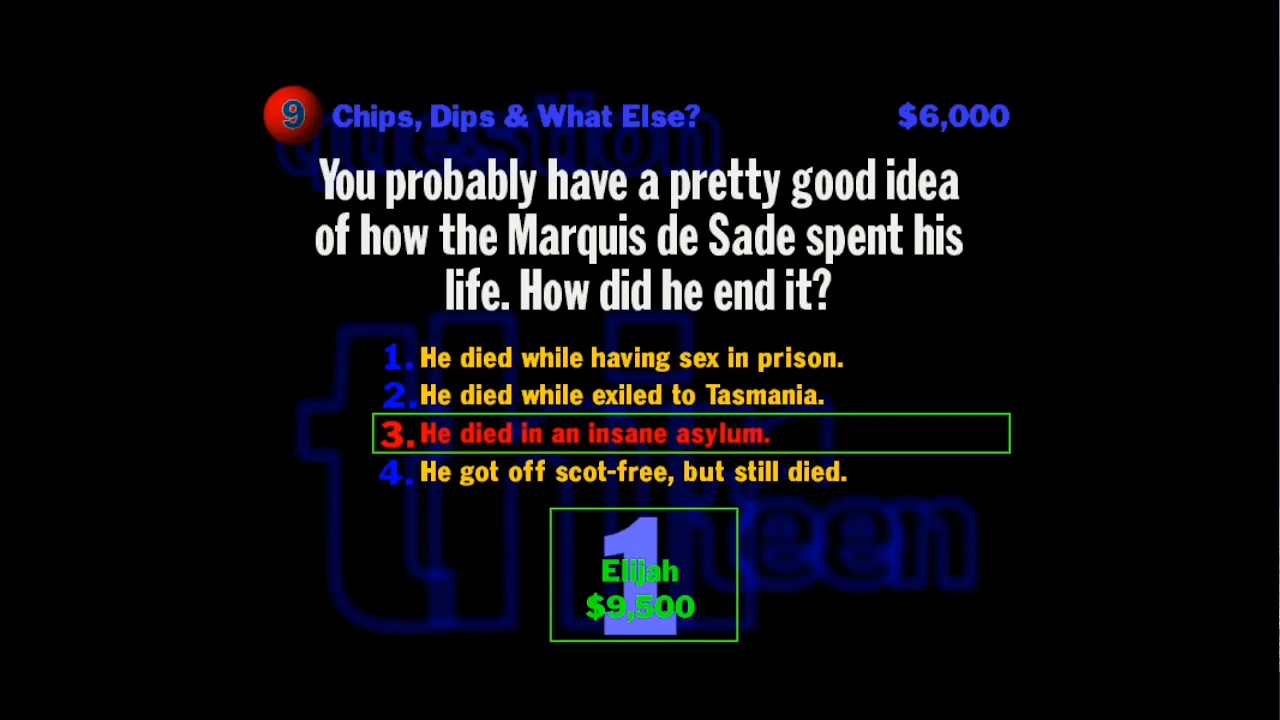 9 Chips, Dips & What Else? $6,000
question
You probably have a pretty good idea
of how the Marquis de Sade spent his
life. How did he end it?
1. He died while having sex in prison.
2. He died while exiled to Tasmania.
3. He died in an insane asylum.
4. He got off scot-free, but still died.
thirteen
1
Elijah
$9,500